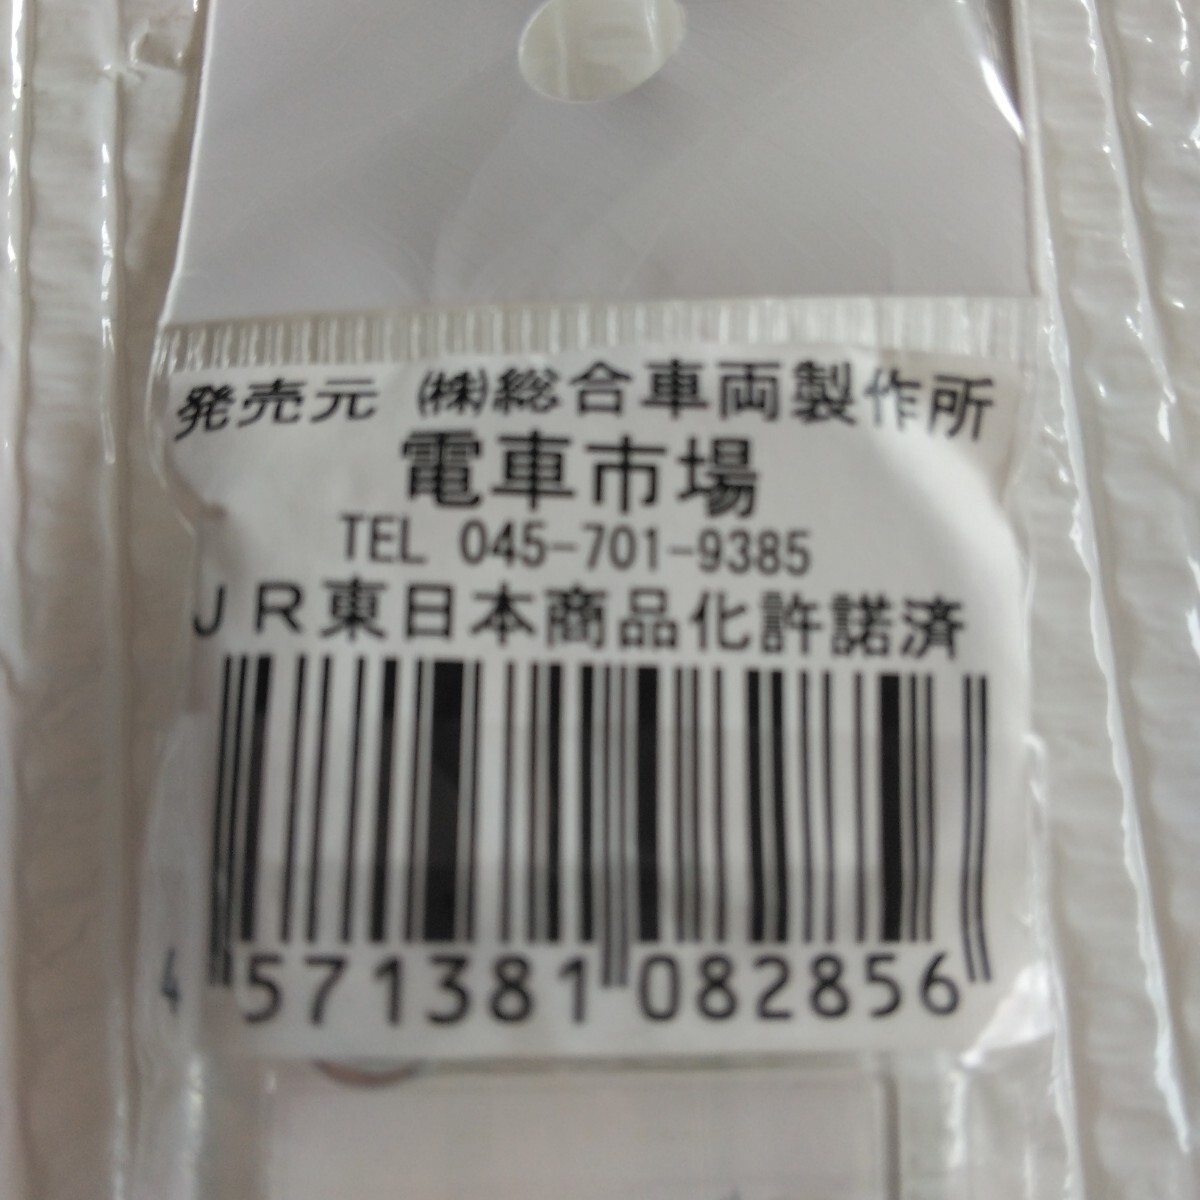 発売元 ㈱総合車両製作所
電車市場
TEL 045-701-9385
JR東日本商品化許諾済
4 571381 082856